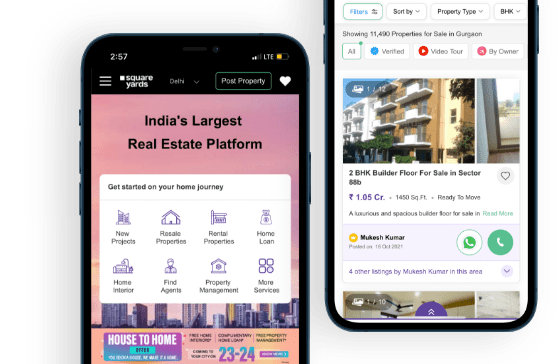 2:57
LTE
square
yards
Delhi
Post Property
India's Largest
Real Estate Platform
Get started on your home journey
New
Projects
Resale
Properties
Rental
Properties
Home
Loan
Home
Interior
Find
Agents
Property
Management
More
Services
HOUSE TO HOME
OFFER
FREE HOME
INTERIORS*
COMPLIMENTARY
HOME LOAN*
FREE PROPERTY
MANAGEMENT*
COMING TO
23-24
Filters
Sort by
Property Type
BHK
Showing 11,490 Properties for Sale in Gurgaon
All
Verified
Video Tour
By Owner
1 / 12
2 BHK Builder Floor For Sale in Sector
88b
₹ 1.05 Cr. • 1450 Sq.Ft. • Ready To Move
A luxurious and spacious builder floor for sale in Read More
Mukesh Kumar
Posted on: 15 Oct 2021
4 other listings by Mukesh Kumar in this area
1 / 10